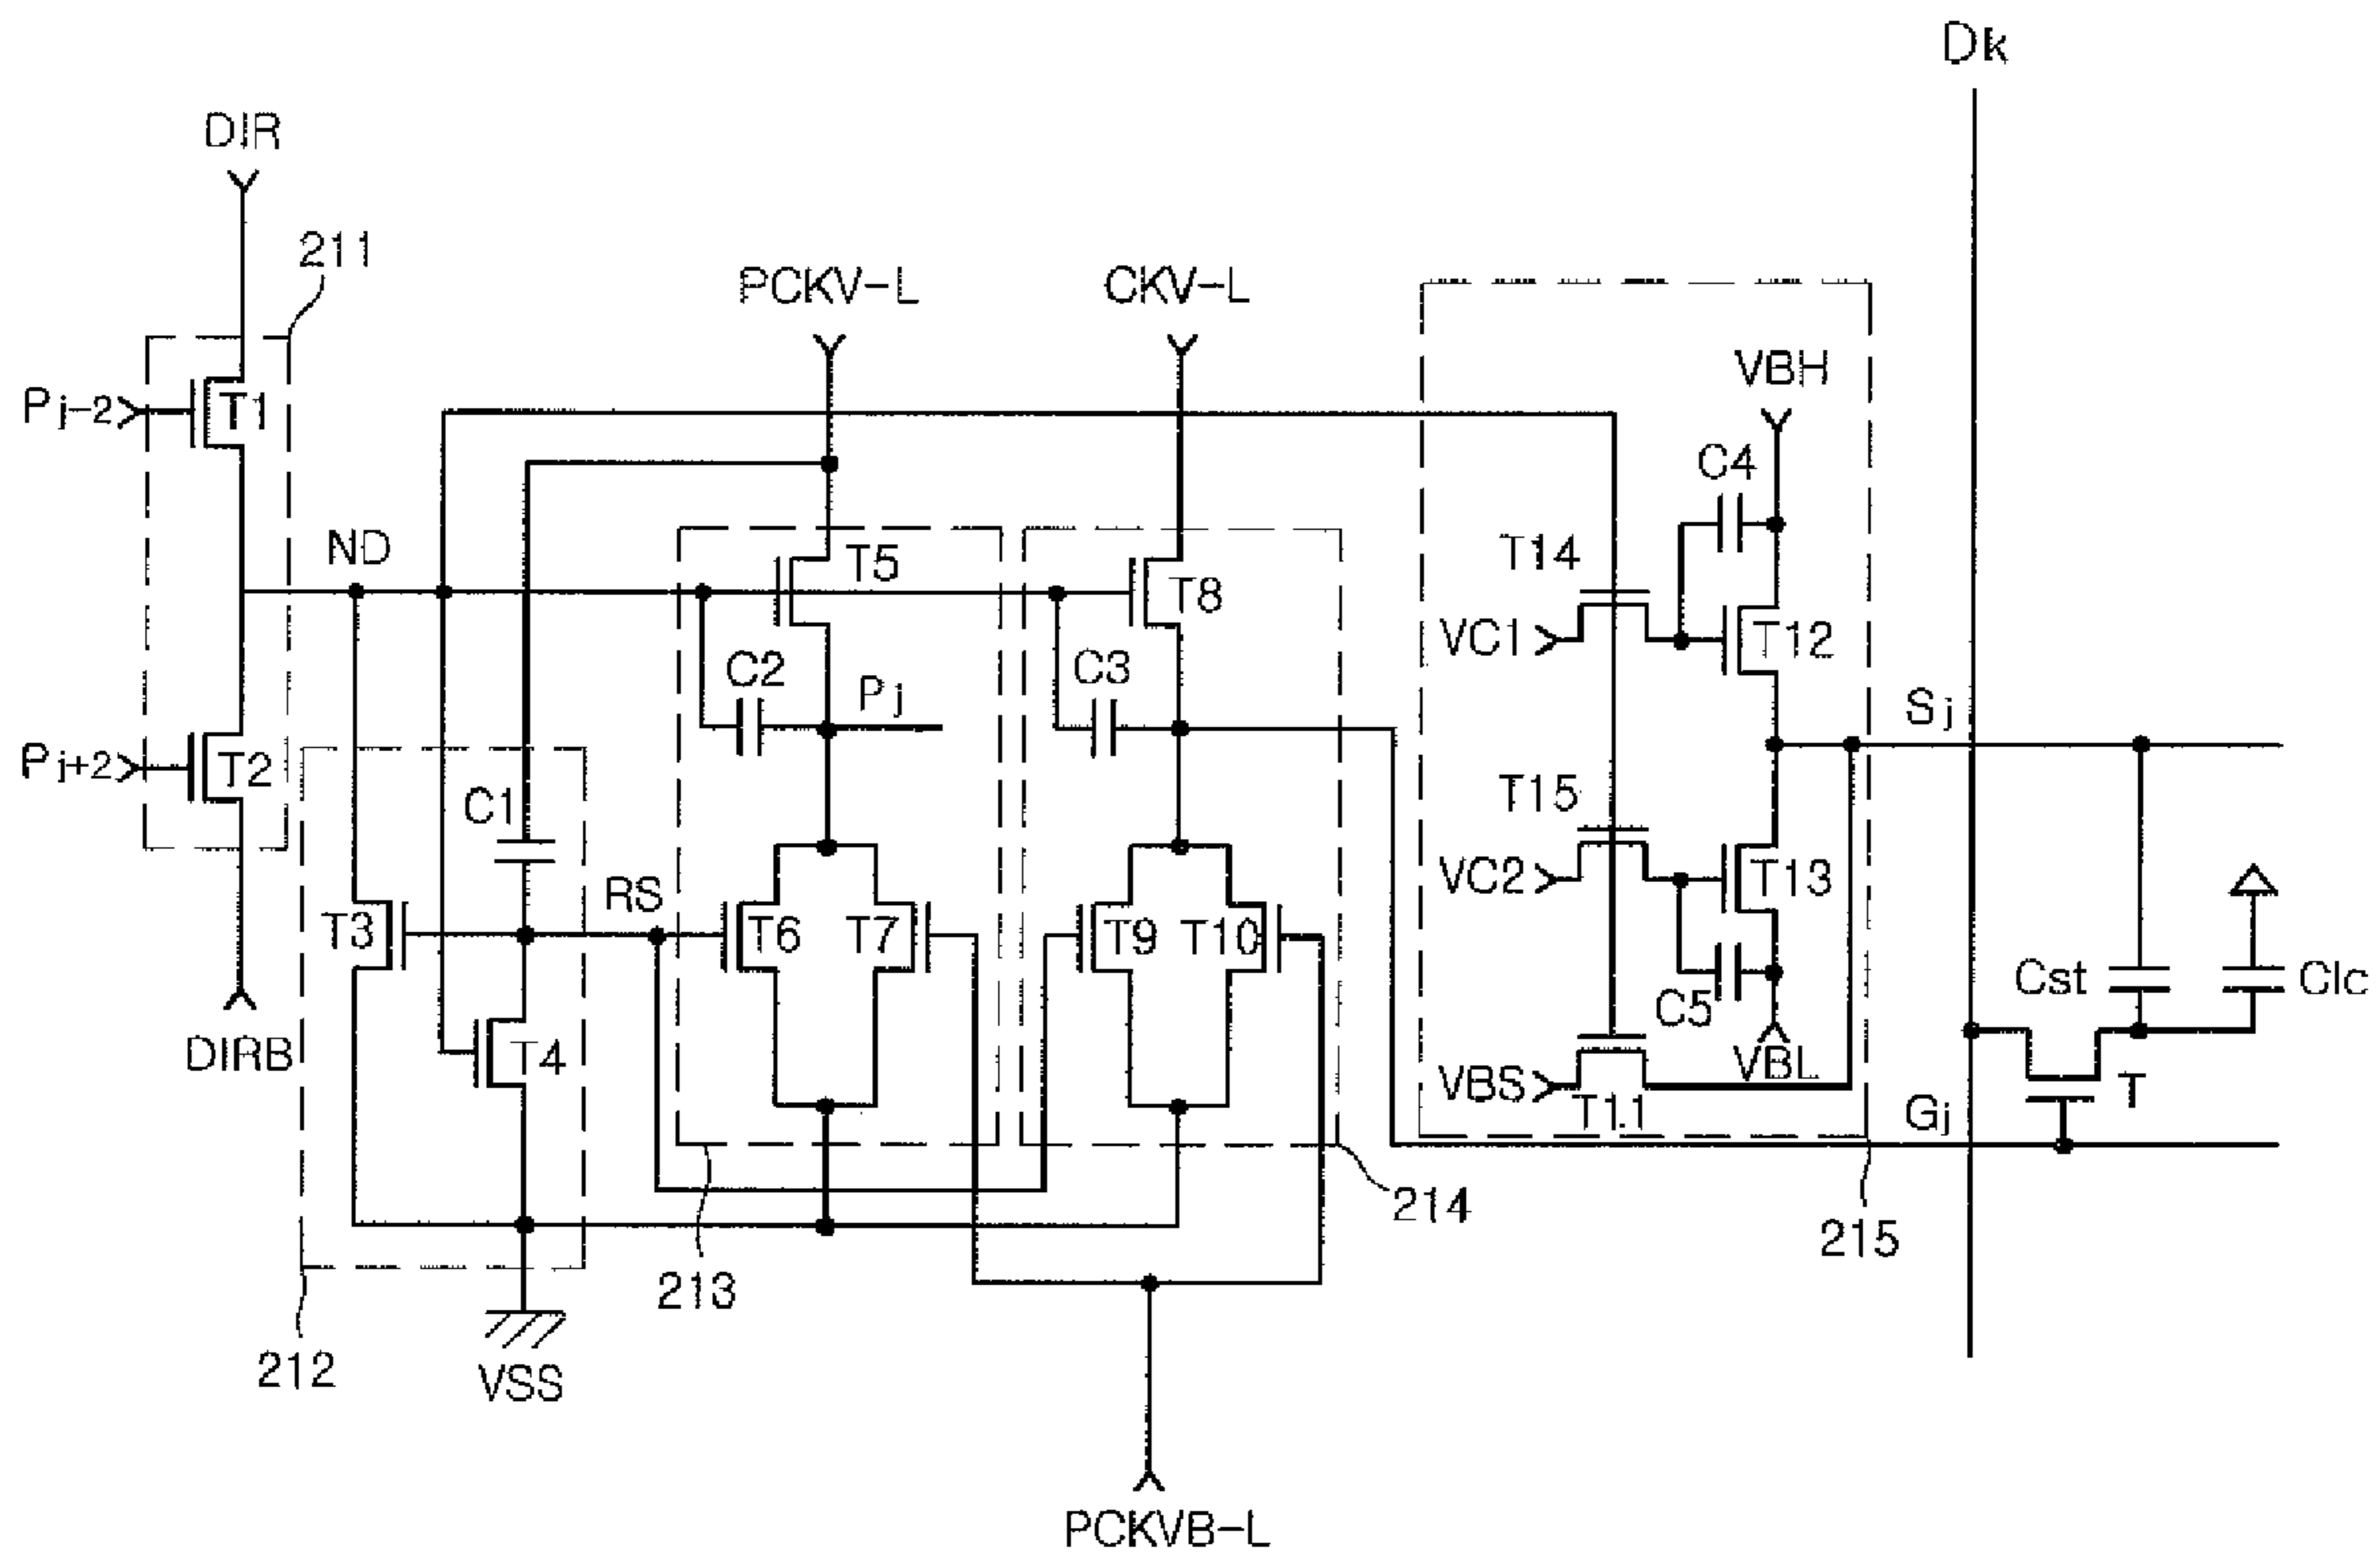 Dk
DIR
211
PCKV-L
CKV-L
VBH
Pj-2
T1
C4
ND
T5
T8
T14
VC1
T12
C2
Pj
C3
Sj
Pj+2
T2
C1
T15
VC2
T13
RS
T3
T6
T7
T9
T10
Cst
Clc
C5
DIRB
T4
VBL
VBS
T11
T
Gj
214
215
213
212
VSS
PCKVB-L